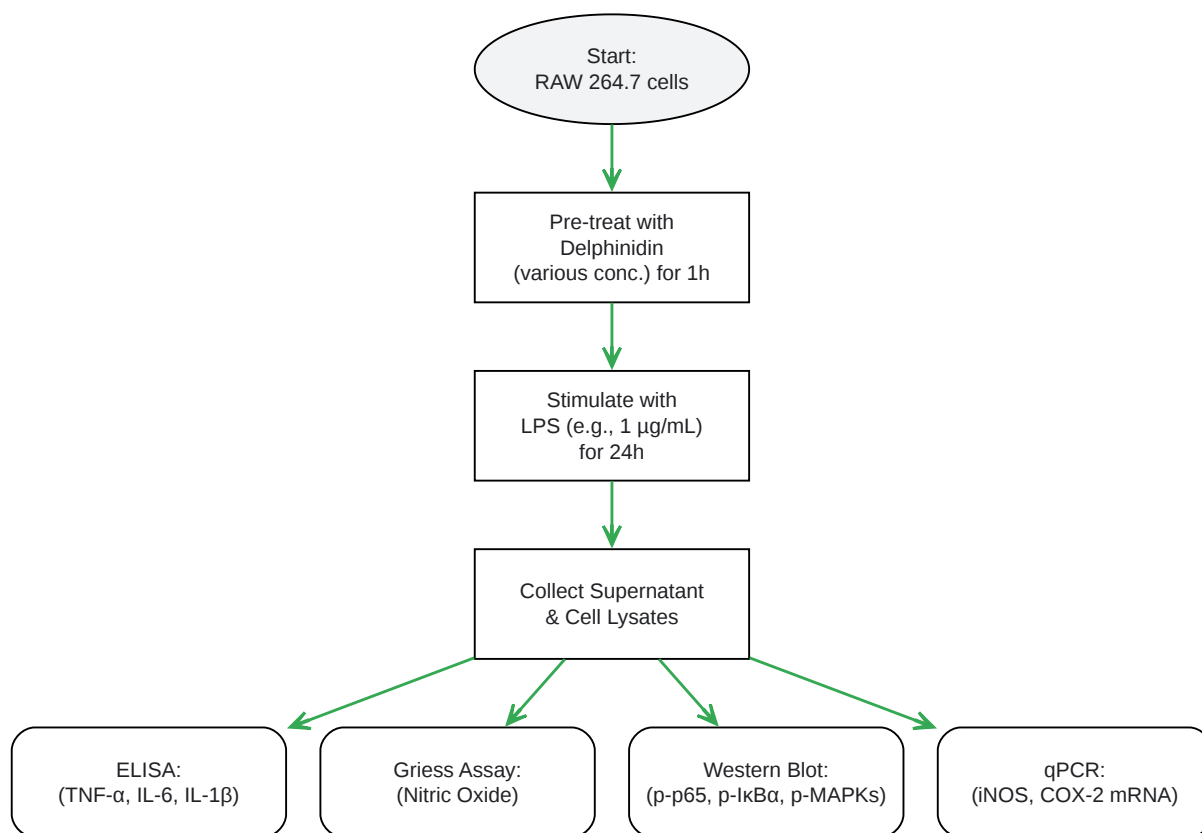 Start:
RAW 264.7 cells
Pre-treat with
Delphinidin
(various conc.) for 1h
Stimulate with
LPS (e.g., 1 µg/mL)
for 24h
Collect Supernatant
& Cell Lysates
ELISA:
(TNF-α, IL-6, IL-1β)
Griess Assay:
(Nitric Oxide)
Western Blot:
(p-p65, p-IκBα, p-MAPKs)
qPCR:
(iNOS, COX-2 mRNA)